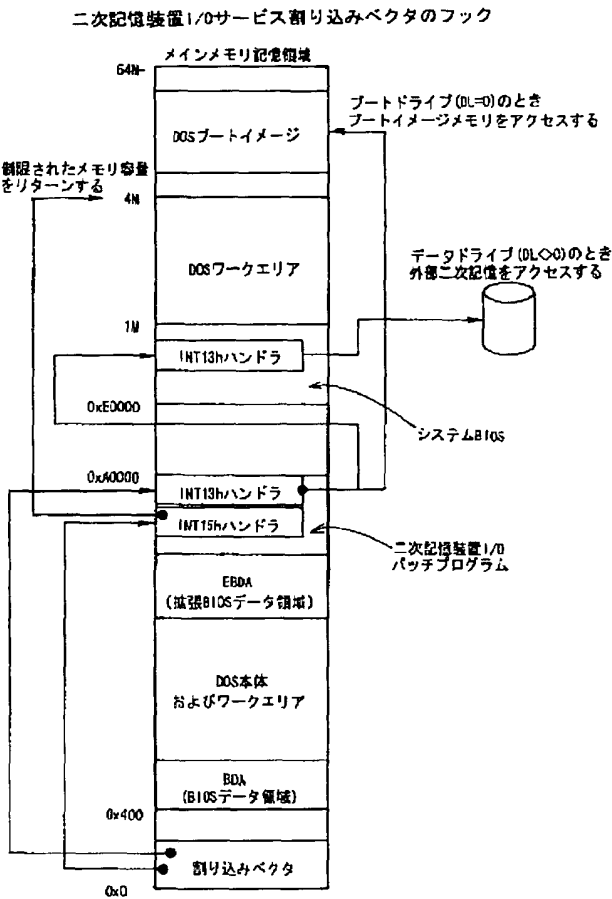 二次記憶装置I/Oサービス割り込みベクタのフック
メインメモリ記憶領域
64M
ブートドライブ(DL=0)のとき
ブートイメージメモリをアクセスする
DOSブートイメージ
制限されたメモリ容量
をリターンする
4M
データドライブ(DL<>0)のとき
外部二次記憶をアクセスする
DOSワークエリア
1M
INT13hハンドラ
0xE0000
システムBIOS
0xA0000
INT13hハンドラ
INT15hハンドラ
二次記憶装置I/O
パッチプログラム
EBDA
(拡張BIOSデータ領域)
DOS本体
およびワークエリア
BDA
(BIOSデータ領域)
0x400
割り込みベクタ
0x0